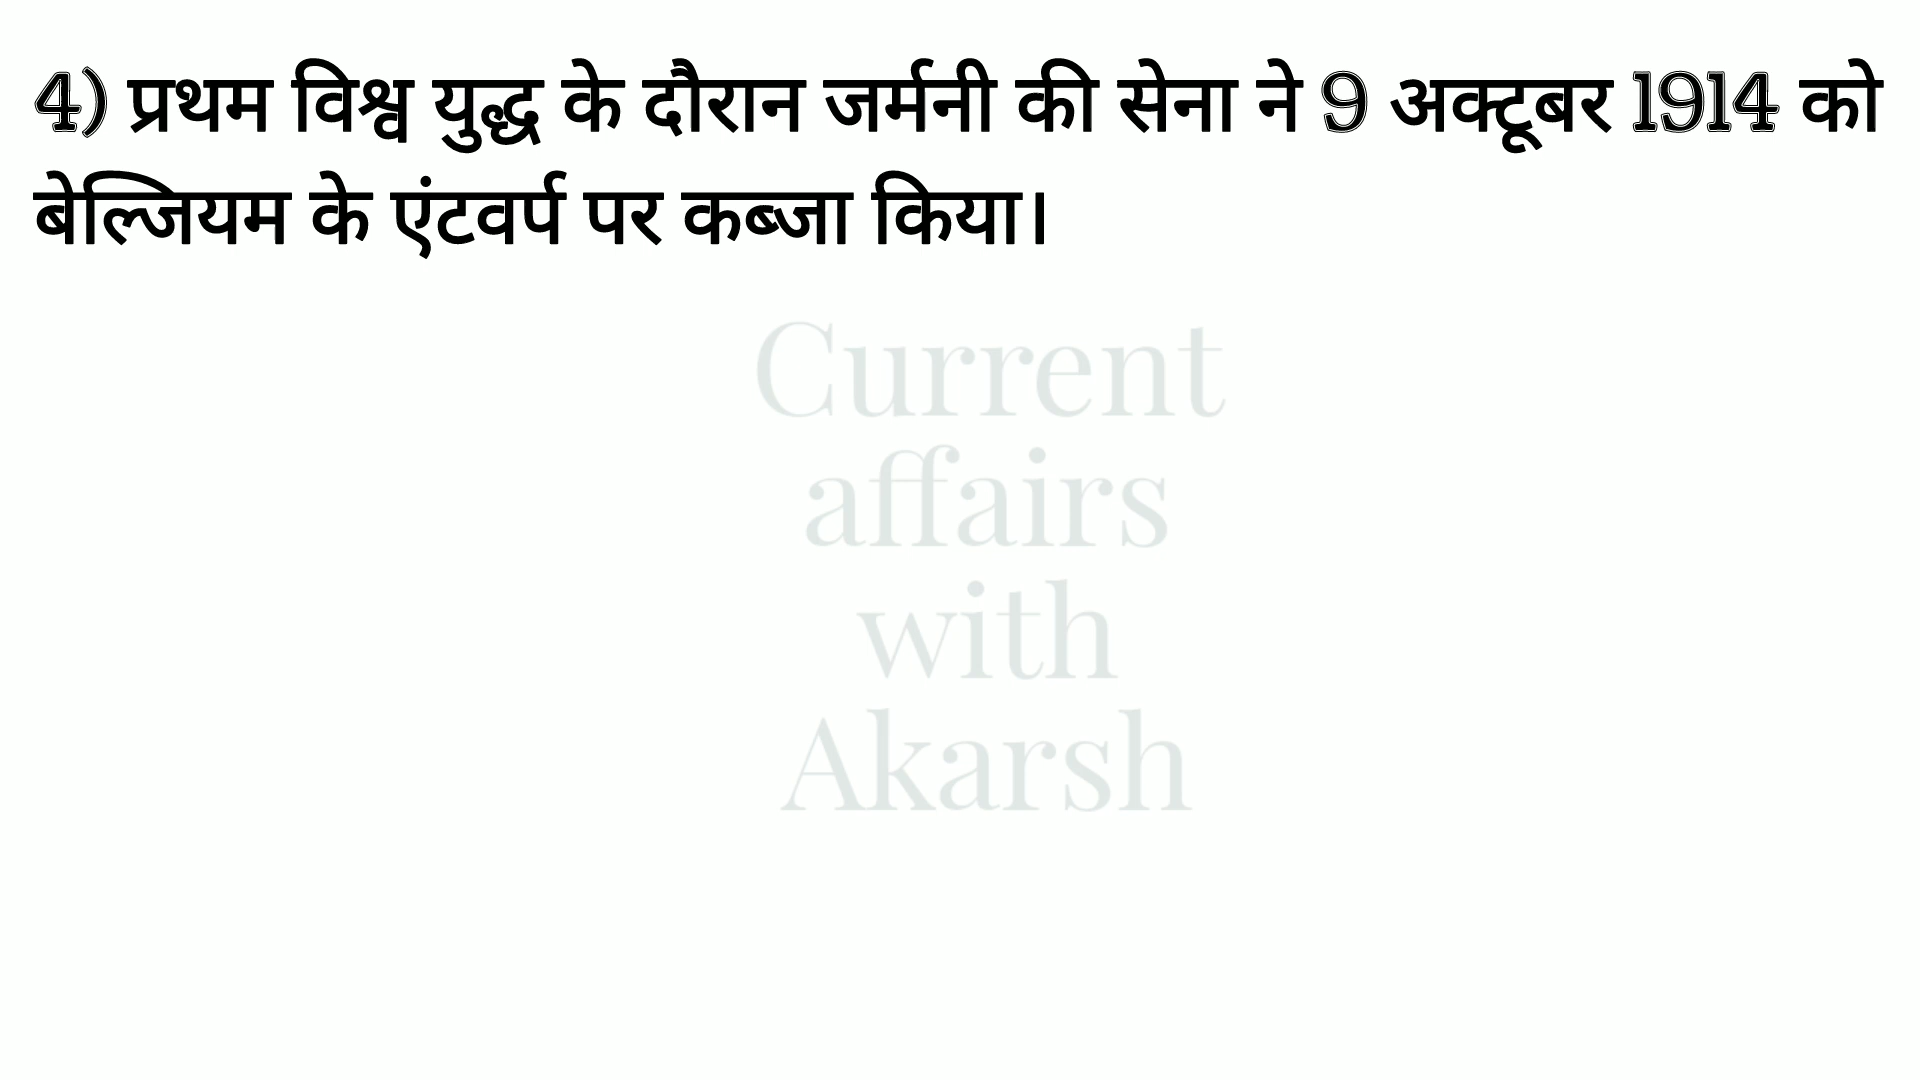 4) प्रथम विश्व युद्ध के दौरान जर्मनी की सेना ने 9 अक्टूबर 1914 को
बेल्जियम के एंटवर्प पर कब्जा किया।
Current
affairs
with
Akarsh